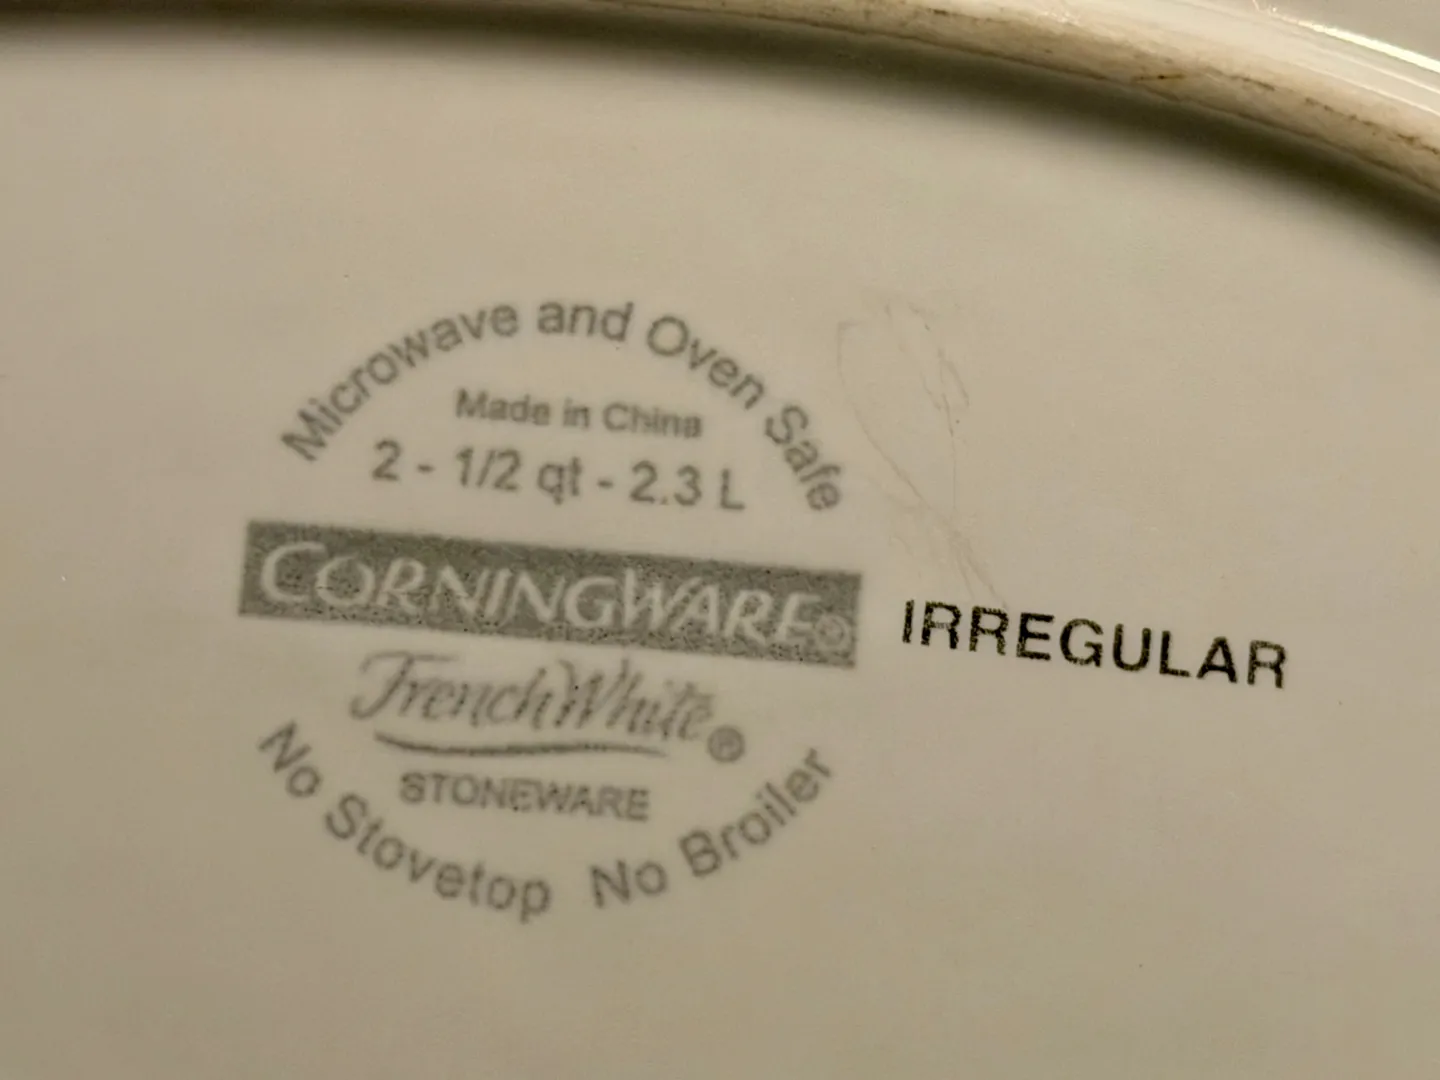 Microwave and Oven Safe
Made in China
2 - 1/2 qt - 2.3 L
CORNINGWARE®
IRREGULAR
French White®
STONEWARE
No Stovetop No Broiler